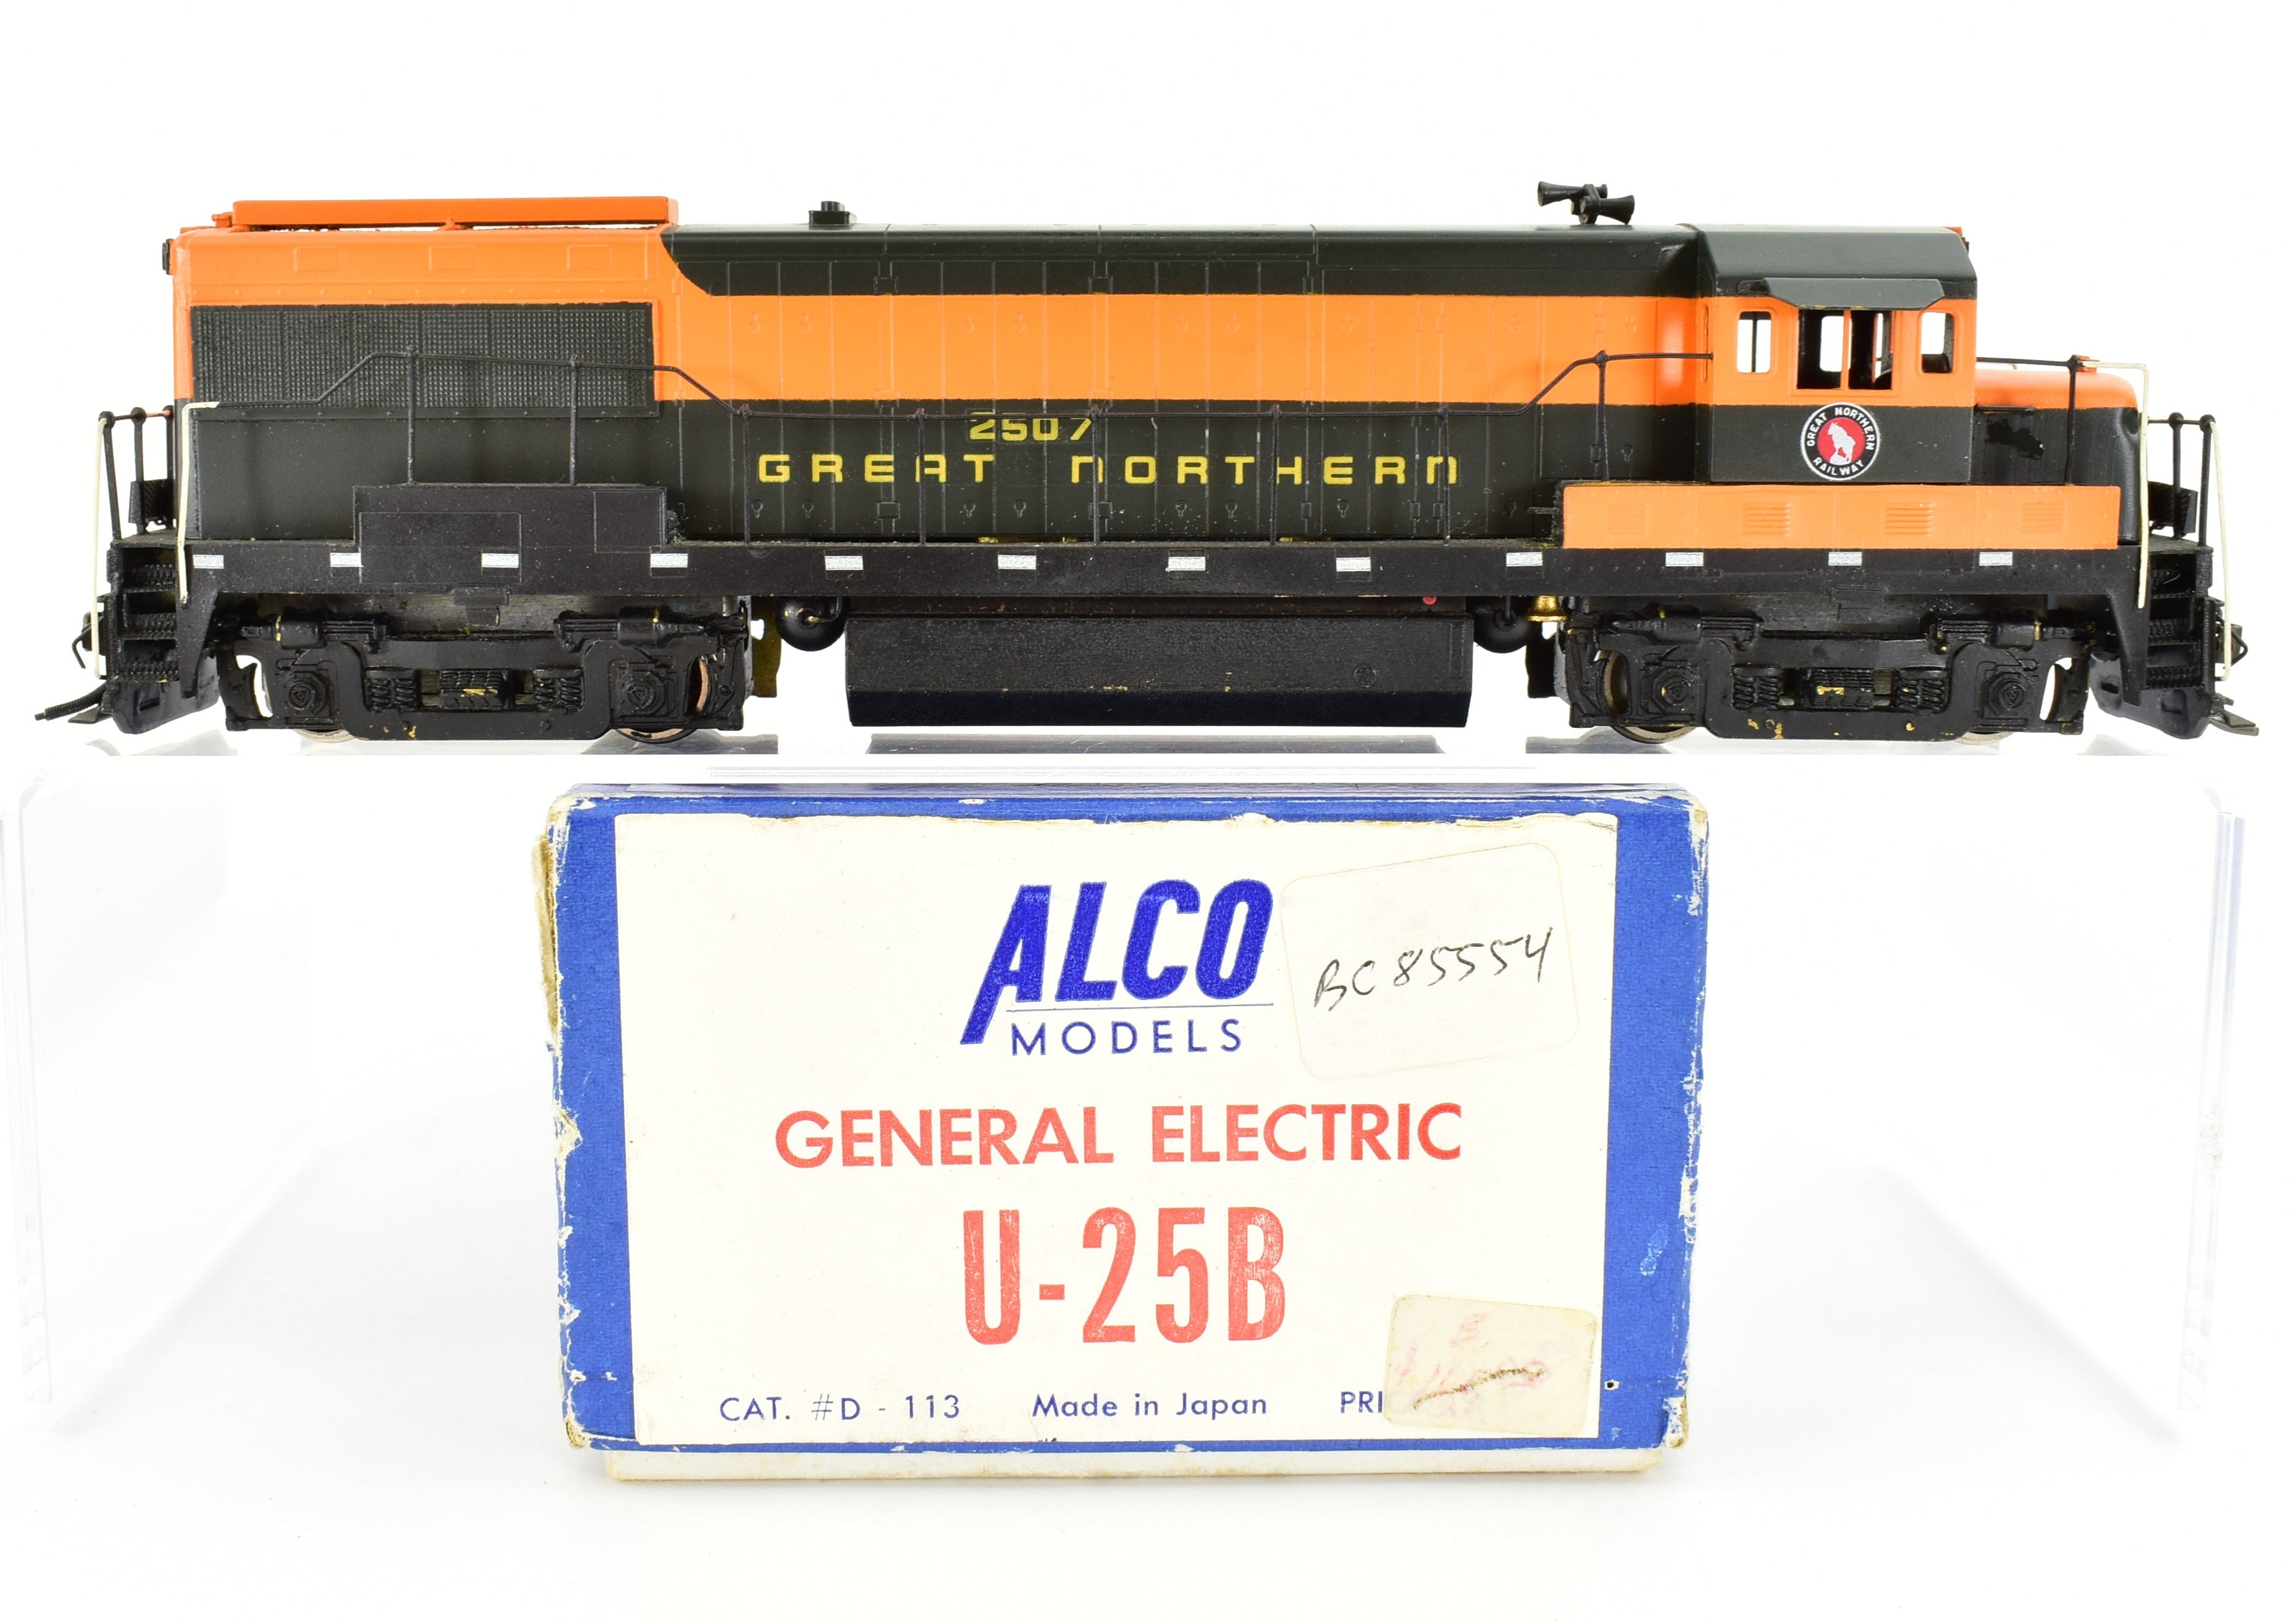 2507
GREAT NORTHERN
GREAT NORTHERN
RAILWAY
ALCO
MODELS
BC85554
GENERAL ELECTRIC
U-25B
CAT. #D - 113 Made in Japan PRI